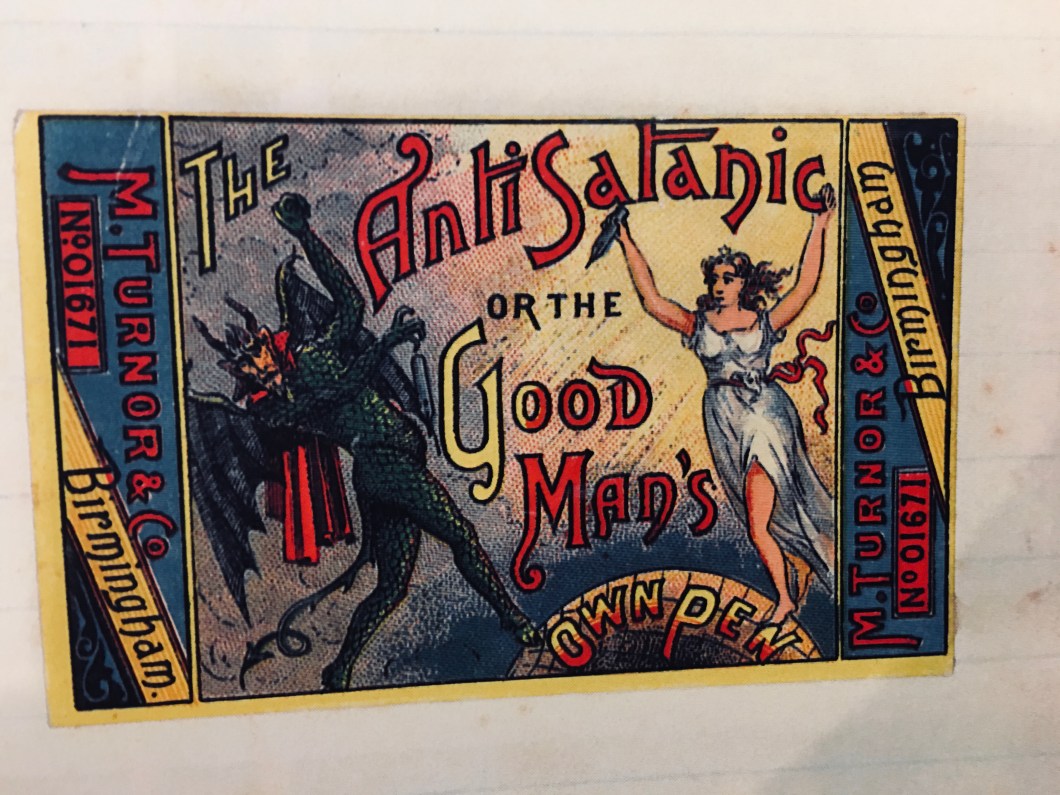 M. TURNOR & Co
No. 01671
Birmingham.
THE
AntiSatanic
OR THE
GOOD
MAN'S
OWN PEN
M. TURNOR & Co
No 01671
Birmingham